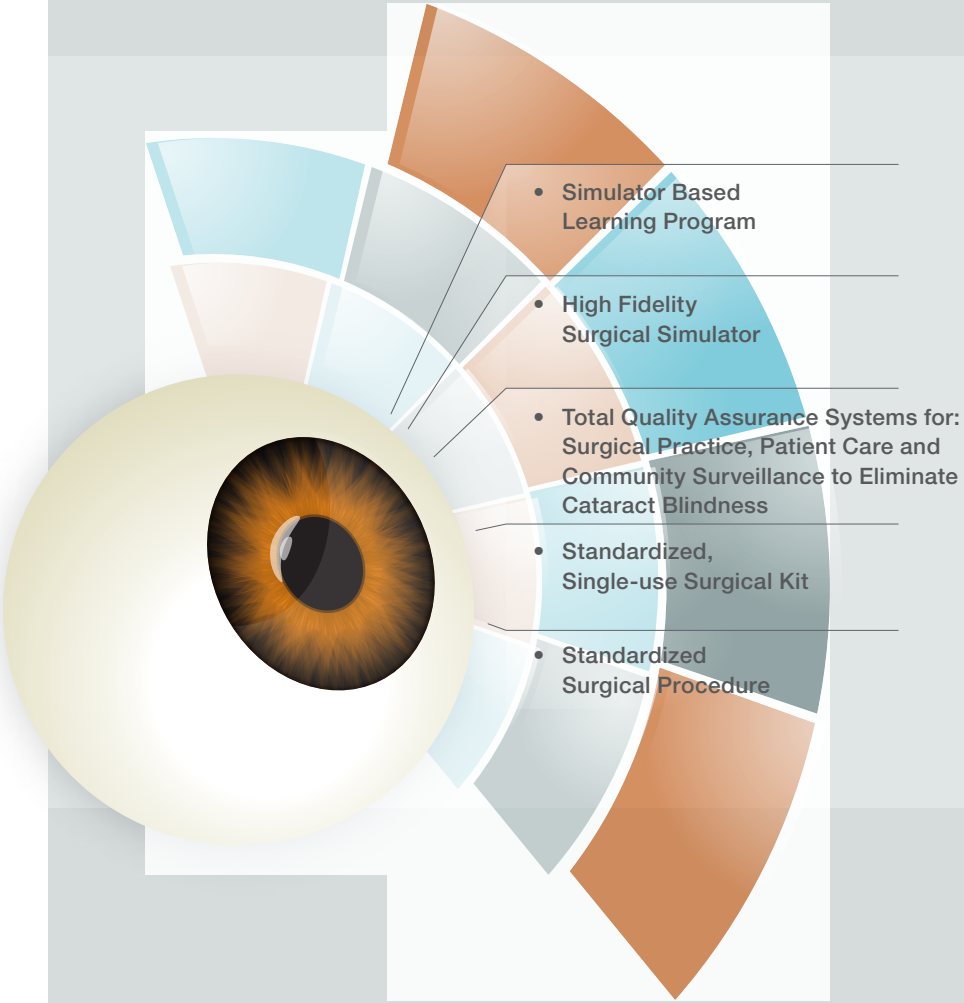 • Simulator Based
Learning Program
• High Fidelity
Surgical Simulator
• Total Quality Assurance Systems for:
Surgical Practice, Patient Care and
Community Surveillance to Eliminate
Cataract Blindness
• Standardized,
Single-use Surgical Kit
• Standardized
Surgical Procedure